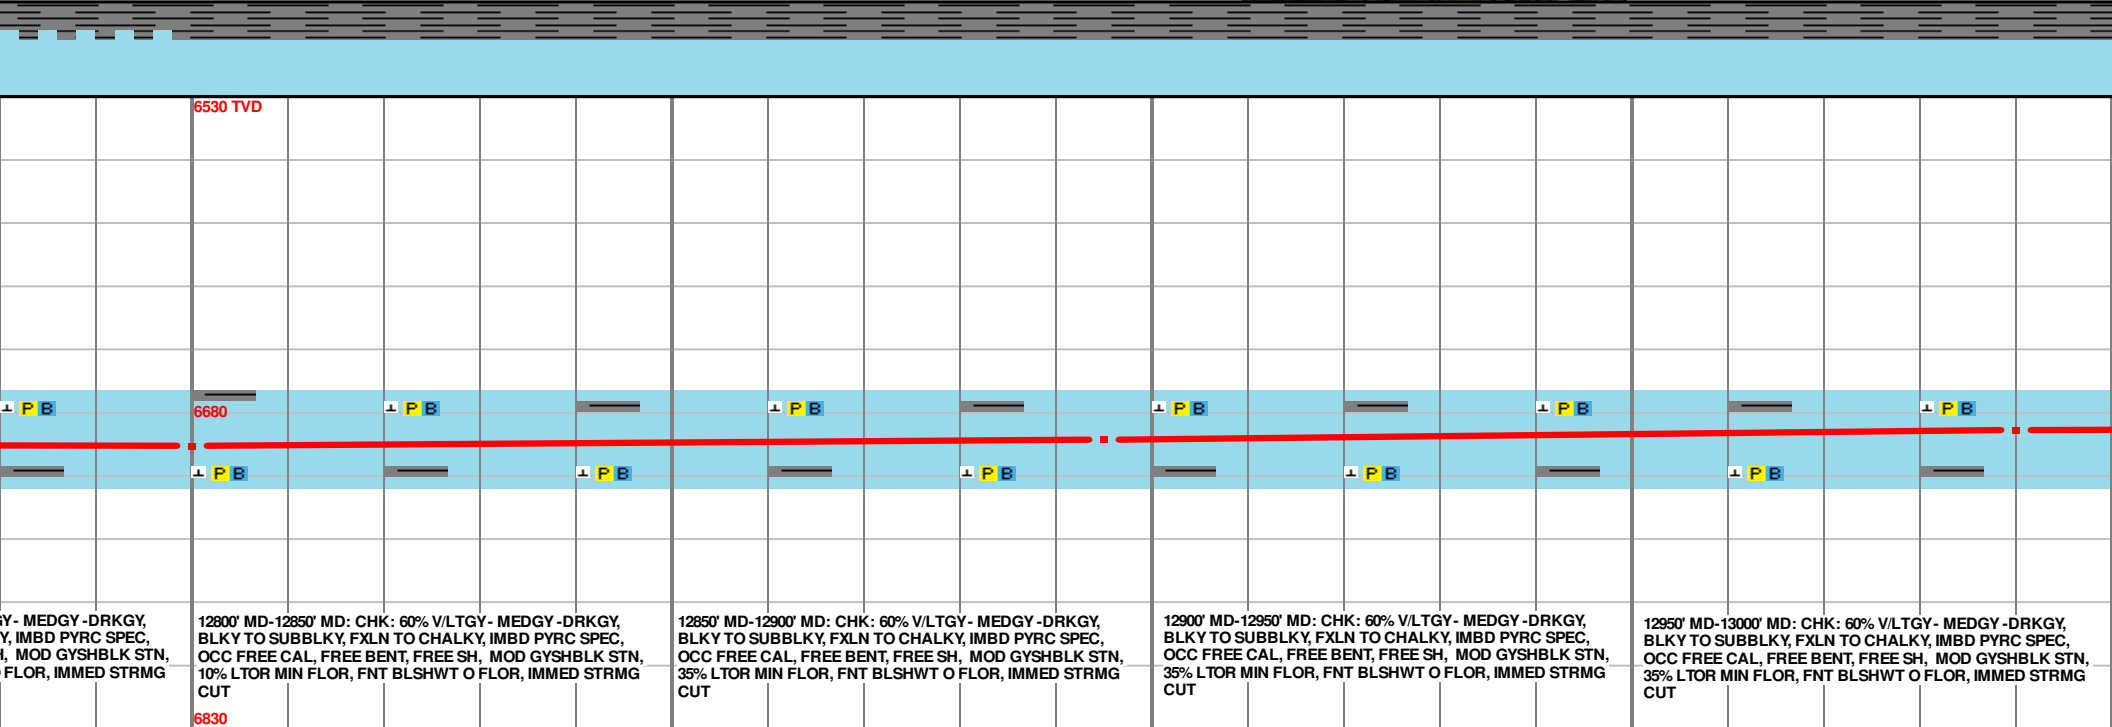 6530 TVD
⊥ P B
6680
⊥ P B
⊥ P B
⊥ P B
⊥ P B
⊥ P B
⊥ P B
⊥ P B
⊥ P B
⊥ P B
⊥ P B
Y- MEDGY -DRKGY,
Y, IMBD PYRC SPEC,
MOD GYSHBLK STN,
FLOR, IMMED STRMG
12800' MD-12850' MD: CHK: 60% V/LTGY- MEDGY -DRKGY,
BLKY TO SUBBLKY, FXLN TO CHALKY, IMBD PYRC SPEC,
OCC FREE CAL, FREE BENT, FREE SH, MOD GYSHBLK STN,
10% LTOR MIN FLOR, FNT BLSHWT O FLOR, IMMED STRMG
CUT
12850' MD-12900' MD: CHK: 60% V/LTGY- MEDGY -DRKGY,
BLKY TO SUBBLKY, FXLN TO CHALKY, IMBD PYRC SPEC,
OCC FREE CAL, FREE BENT, FREE SH, MOD GYSHBLK STN,
35% LTOR MIN FLOR, FNT BLSHWT O FLOR, IMMED STRMG
CUT
12900' MD-12950' MD: CHK: 60% V/LTGY- MEDGY -DRKGY,
BLKY TO SUBBLKY, FXLN TO CHALKY, IMBD PYRC SPEC,
OCC FREE CAL, FREE BENT, FREE SH, MOD GYSHBLK STN,
35% LTOR MIN FLOR, FNT BLSHWT O FLOR, IMMED STRMG
CUT
12950' MD-13000' MD: CHK: 60% V/LTGY- MEDGY -DRKGY,
BLKY TO SUBBLKY, FXLN TO CHALKY, IMBD PYRC SPEC,
OCC FREE CAL, FREE BENT, FREE SH, MOD GYSHBLK STN,
35% LTOR MIN FLOR, FNT BLSHWT O FLOR, IMMED STRMG
CUT
6830